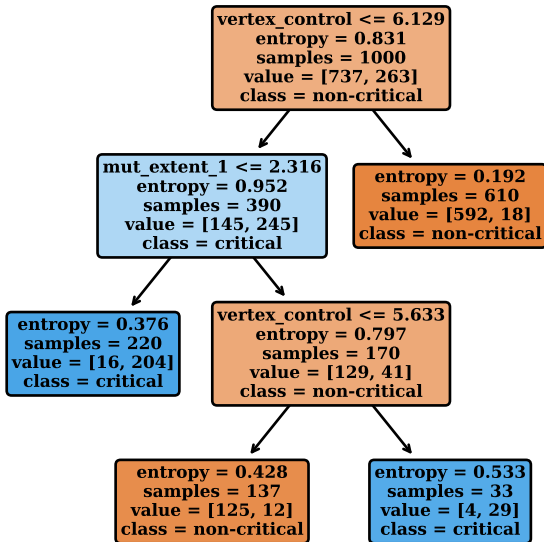 vertex_control <= 6.129
entropy = 0.831
samples = 1000
value = [737, 263]
class = non-critical
mut_extent_1 <= 2.316
entropy = 0.952
samples = 390
value = [145, 245]
class = critical
entropy = 0.192
samples = 610
value = [592, 18]
class = non-critical
entropy = 0.376
samples = 220
value = [16, 204]
class = critical
vertex_control <= 5.633
entropy = 0.797
samples = 170
value = [129, 41]
class = non-critical
entropy = 0.428
samples = 137
value = [125, 12]
class = non-critical
entropy = 0.533
samples = 33
value = [4, 29]
class = critical